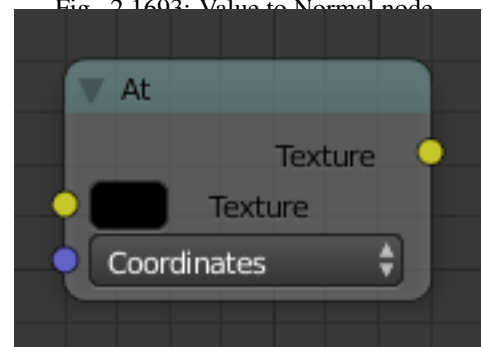 Fig. 2.1693: Value to Normal node
At
Texture
Texture
Coordinates